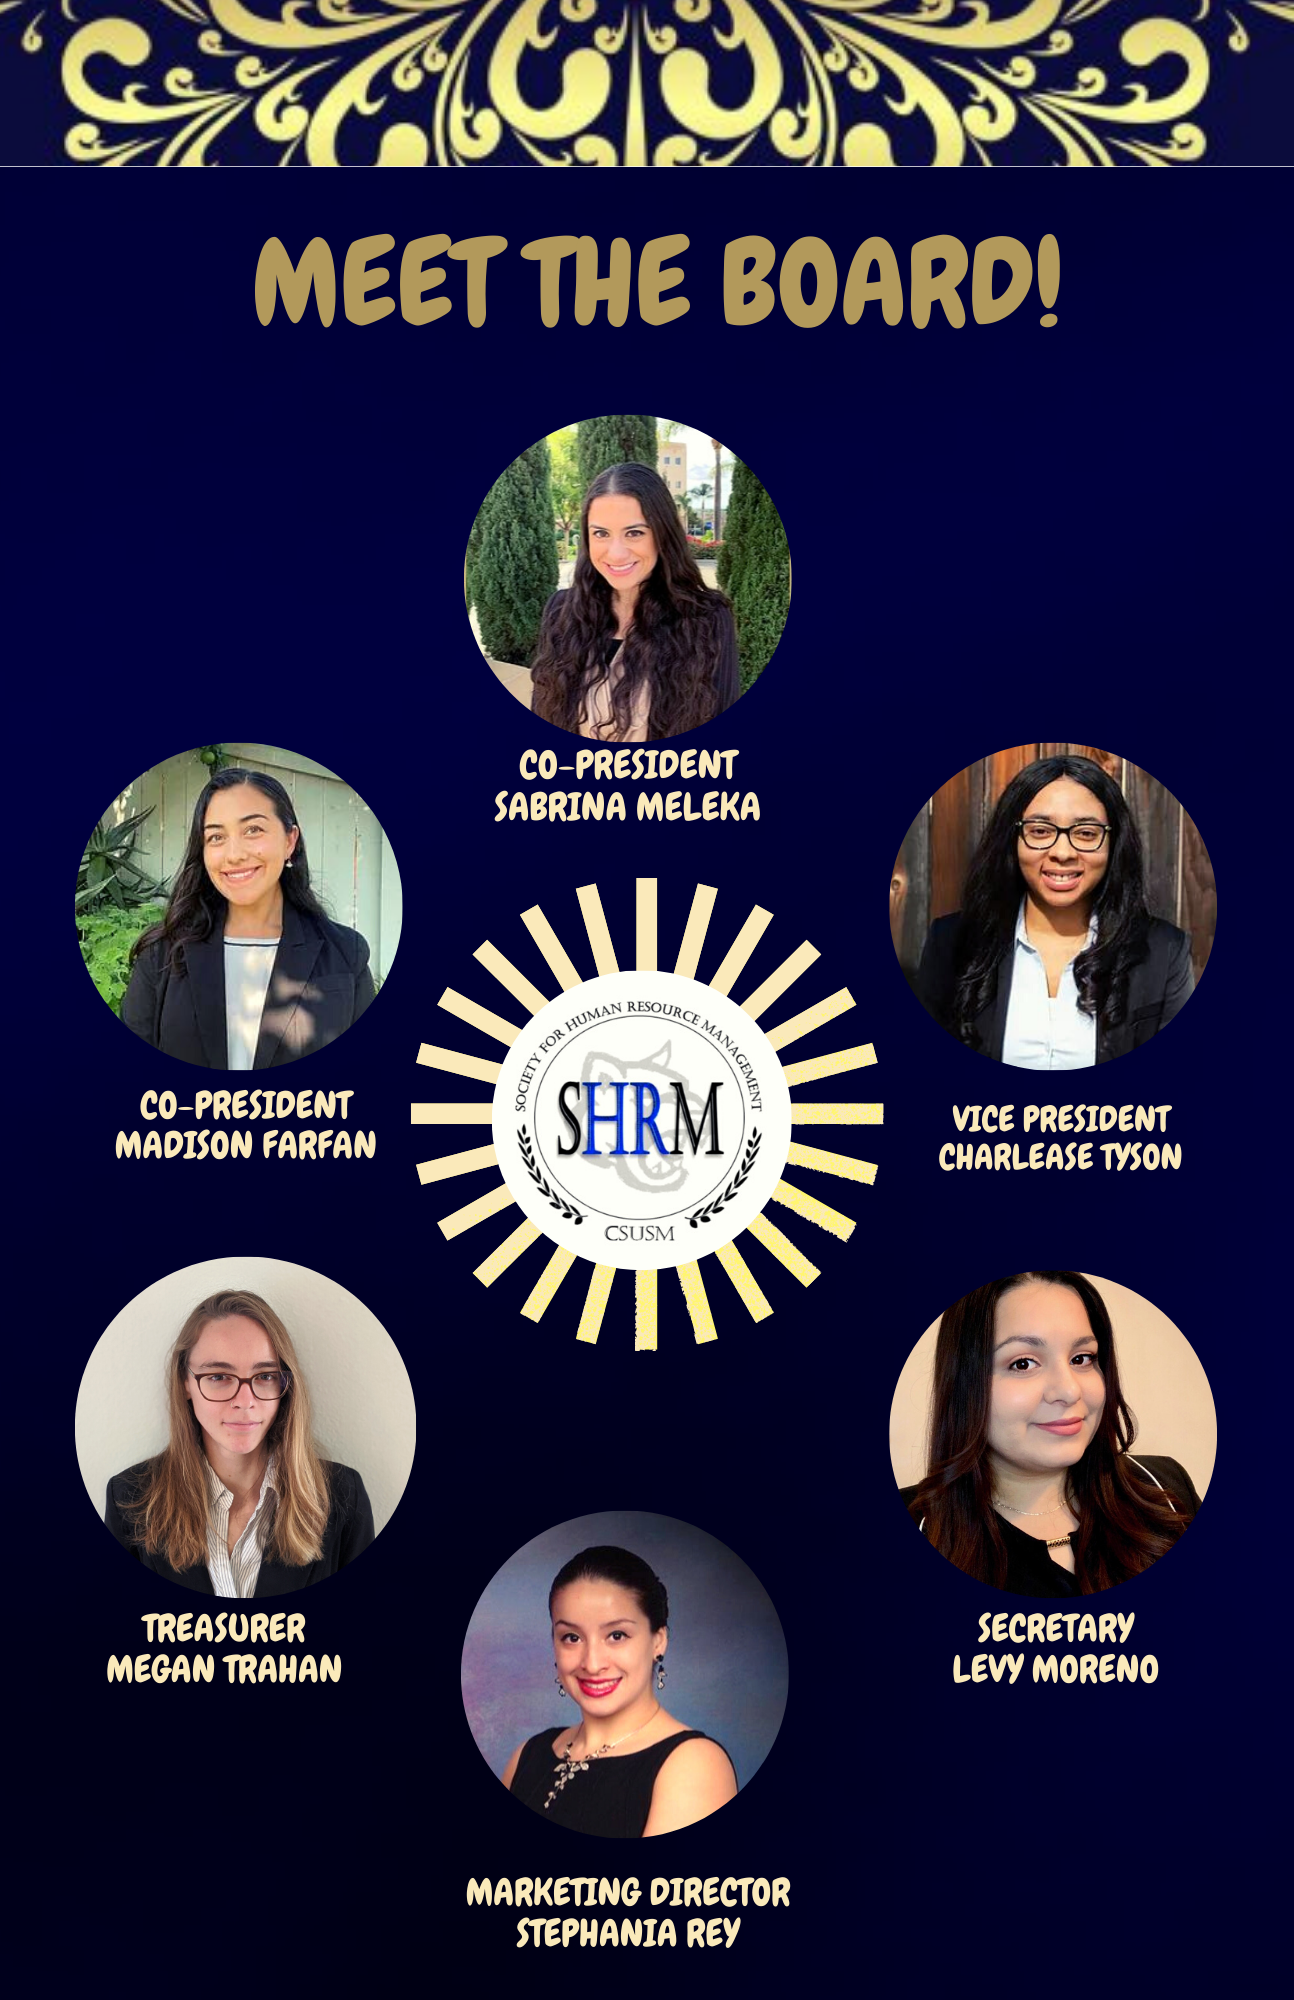 MEET THE BOARD!
CO-PRESIDENT
SABRINA MELEKA
CO-PRESIDENT
MADISON FARFAN
VICE PRESIDENT
CHARLEASE TYSON
SOCIETY FOR HUMAN RESOURCE MANAGEMENT
SHRM
CSUSM
TREASURER
MEGAN TRAHAN
SECRETARY
LEVY MORENO
MARKETING DIRECTOR
STEPHANIA REY